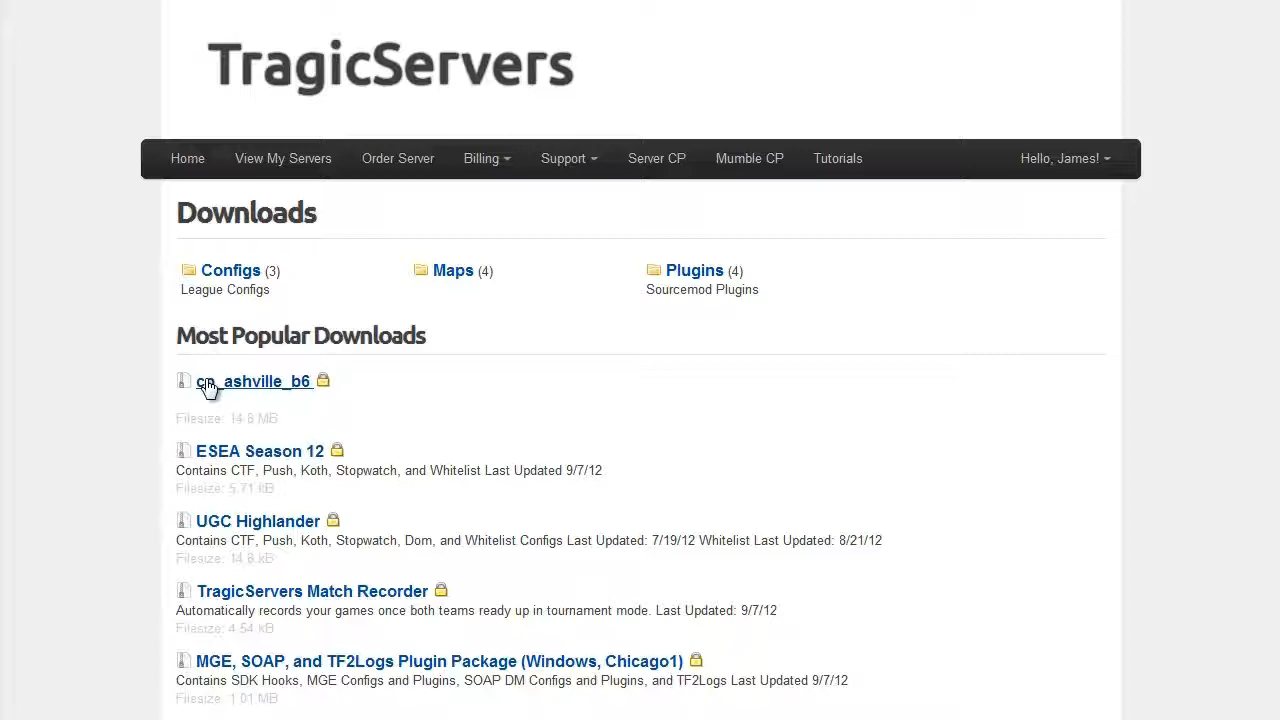 TragicServers
Home View My Servers Order Server Billing Support Server CP Mumble CP Tutorials Hello, James!
Downloads
Configs (3) Maps (4) Plugins (4)
League Configs Sourcemod Plugins
Most Popular Downloads
cp_ashville_b6
Filesize: 14.6 MB
ESEA Season 12
Contains CTF, Push, Koth, Stopwatch, and Whitelist Last Updated 9/7/12
Filesize: 5.71 kB
UGC Highlander
Contains CTF, Push, Koth, Stopwatch, Dom, and Whitelist Configs Last Updated: 7/19/12 Whitelist Last Updated: 8/21/12
Filesize: 14.8 kB
TragicServers Match Recorder
Automatically records your games once both teams ready up in tournament mode. Last Updated: 9/7/12
Filesize: 4.54 kB
MGE, SOAP, and TF2Logs Plugin Package (Windows, Chicago1)
Contains SDK Hooks, MGE Configs and Plugins, SOAP DM Configs and Plugins, and TF2Logs Last Updated 9/7/12
Filesize: 1.01 MB